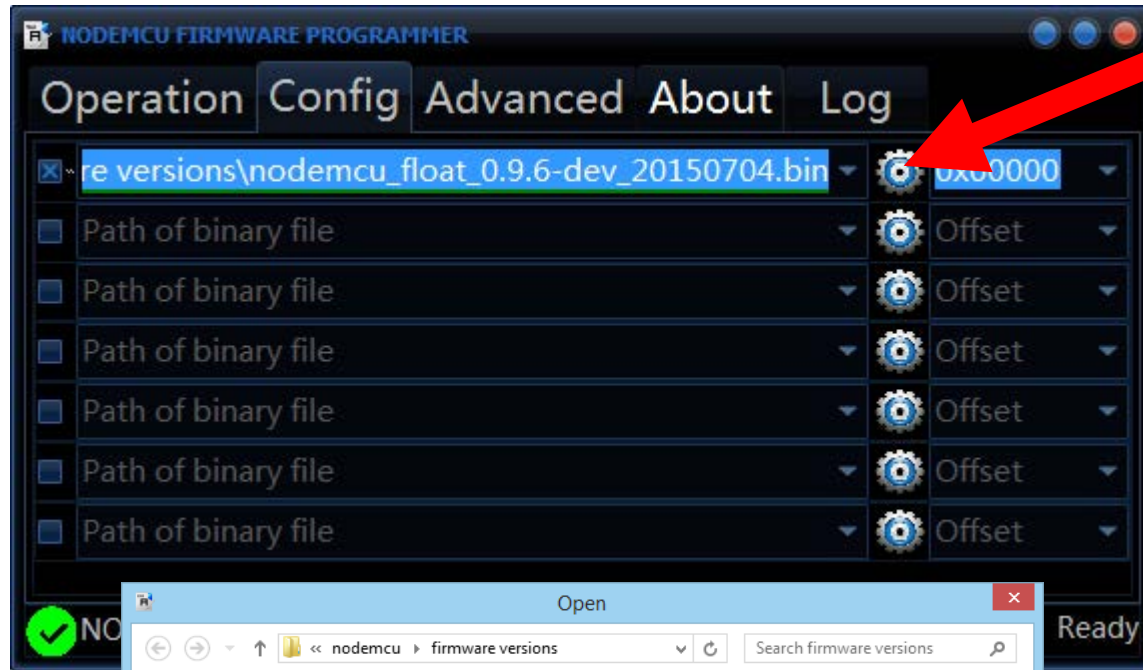 NODEMCU FIRMWARE PROGRAMMER
Operation Config Advanced About Log
re versions\nodemcu_float_0.9.6-dev_20150704.bin 0x00000
Path of binary file Offset
Path of binary file Offset
Path of binary file Offset
Path of binary file Offset
Path of binary file Offset
Path of binary file Offset
Open
NO Ready
« nodemcu firmware versions Search firmware versions